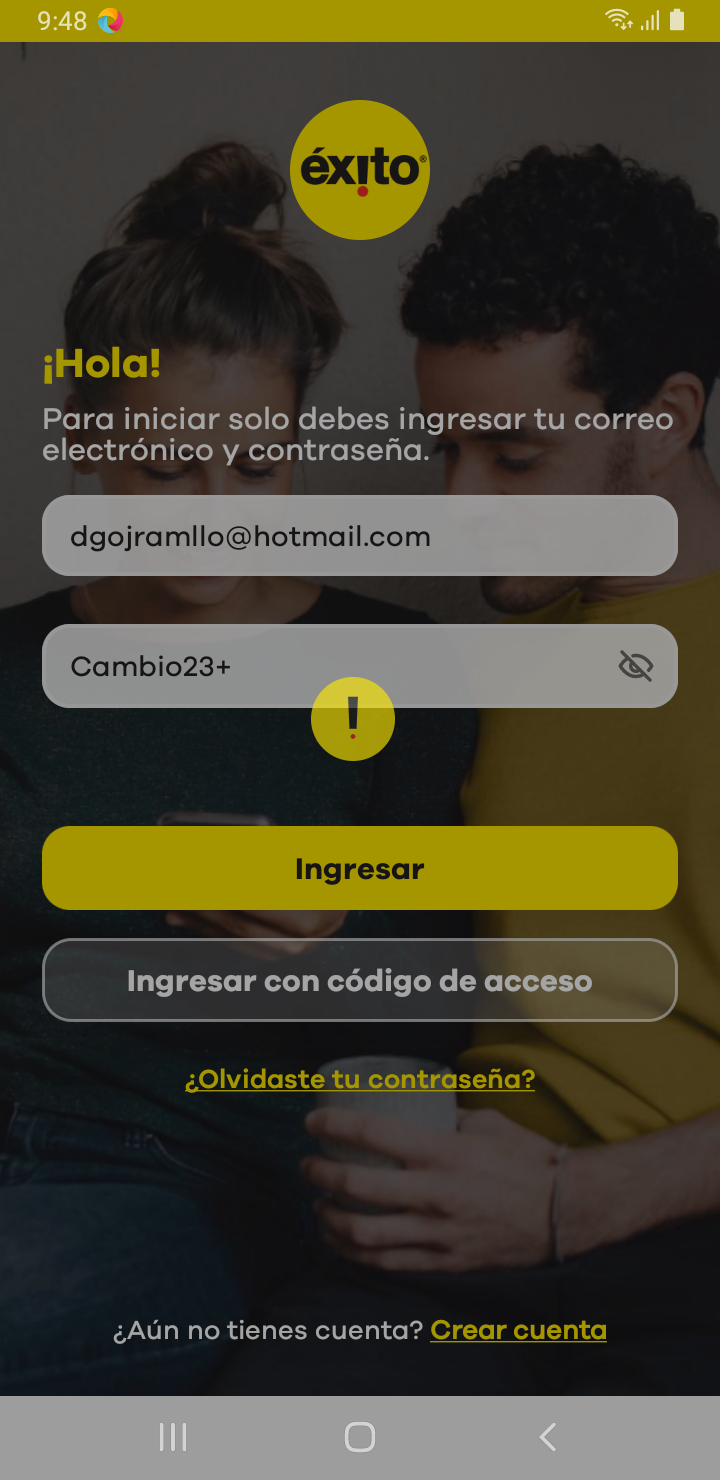 9:48
éxito®
¡Hola!
Para iniciar solo debes ingresar tu correo
electrónico y contraseña.
dgojramllo@hotmail.com
Cambio23+
!
Ingresar
Ingresar con código de acceso
¿Olvidaste tu contraseña?
¿Aún no tienes cuenta? Crear cuenta